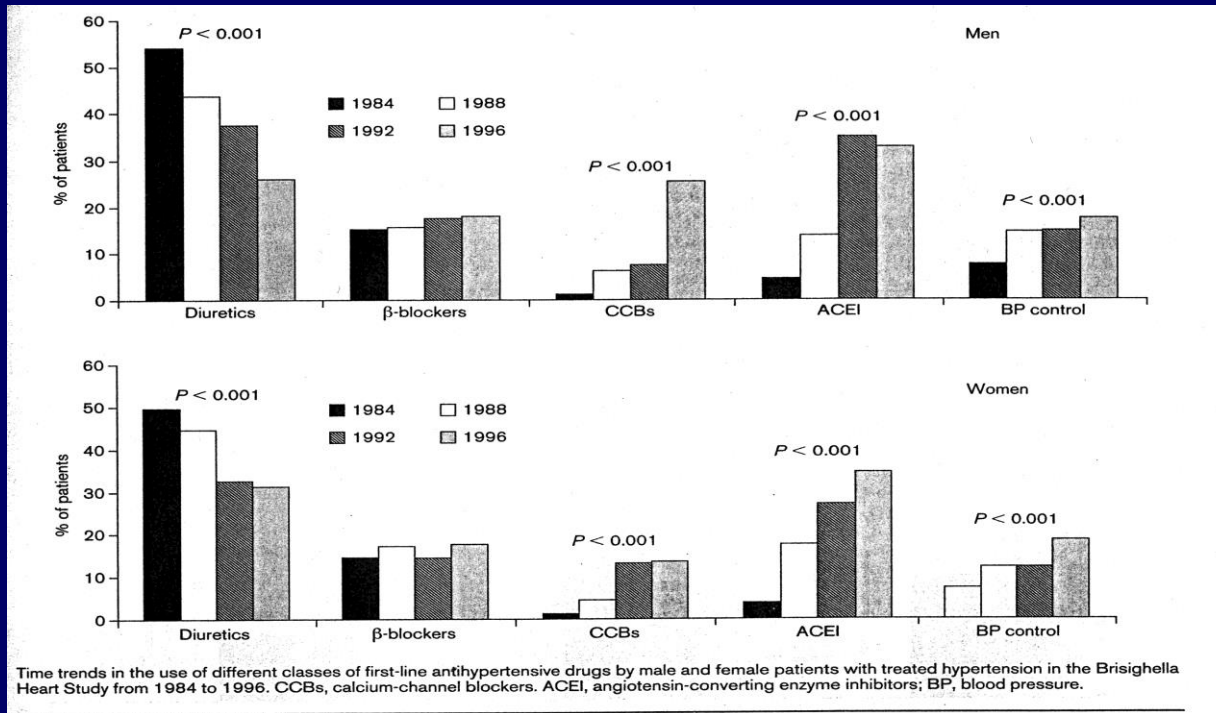 60
P < 0.001
Men
50
■ 1984 □ 1988
40
1992 1996
P < 0.001
% of patients
30
P < 0.001
20
P < 0.001
10
0
Diuretics β-blockers CCBs ACEI BP control
60
P < 0.001
Women
50
■ 1984 □ 1988
40
1992 1996
P < 0.001
% of patients
30
20
P < 0.001
P < 0.001
10
0
Diuretics β-blockers CCBs ACEI BP control
Time trends in the use of different classes of first-line antihypertensive drugs by male and female patients with treated hypertension in the Brisighella
Heart Study from 1984 to 1996. CCBs, calcium-channel blockers. ACEI, angiotensin-converting enzyme inhibitors; BP, blood pressure.